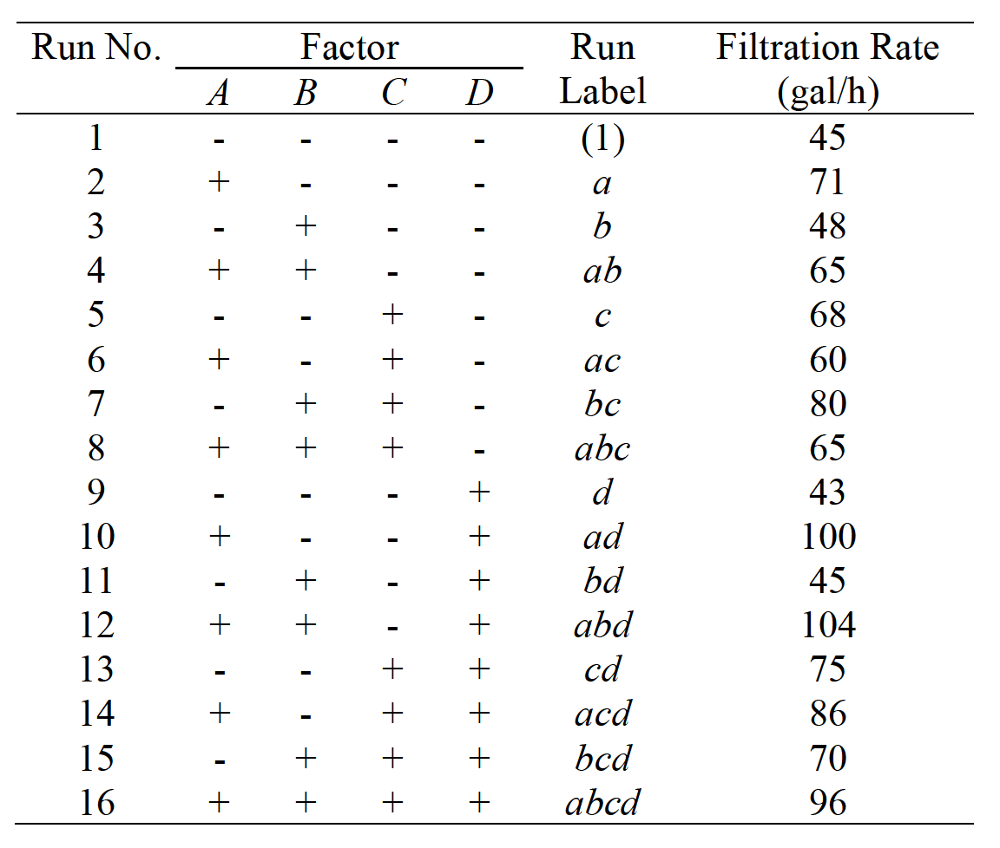 Run No. Factor Run Filtration Rate
A B C D Label (gal/h)
1 - - - - (1) 45
2 + - - - a 71
3 - + - - b 48
4 + + - - ab 65
5 - - + - c 68
6 + - + - ac 60
7 - + + - bc 80
8 + + + - abc 65
9 - - - + d 43
10 + - - + ad 100
11 - + - + bd 45
12 + + - + abd 104
13 - - + + cd 75
14 + - + + acd 86
15 - + + + bcd 70
16 + + + + abcd 96